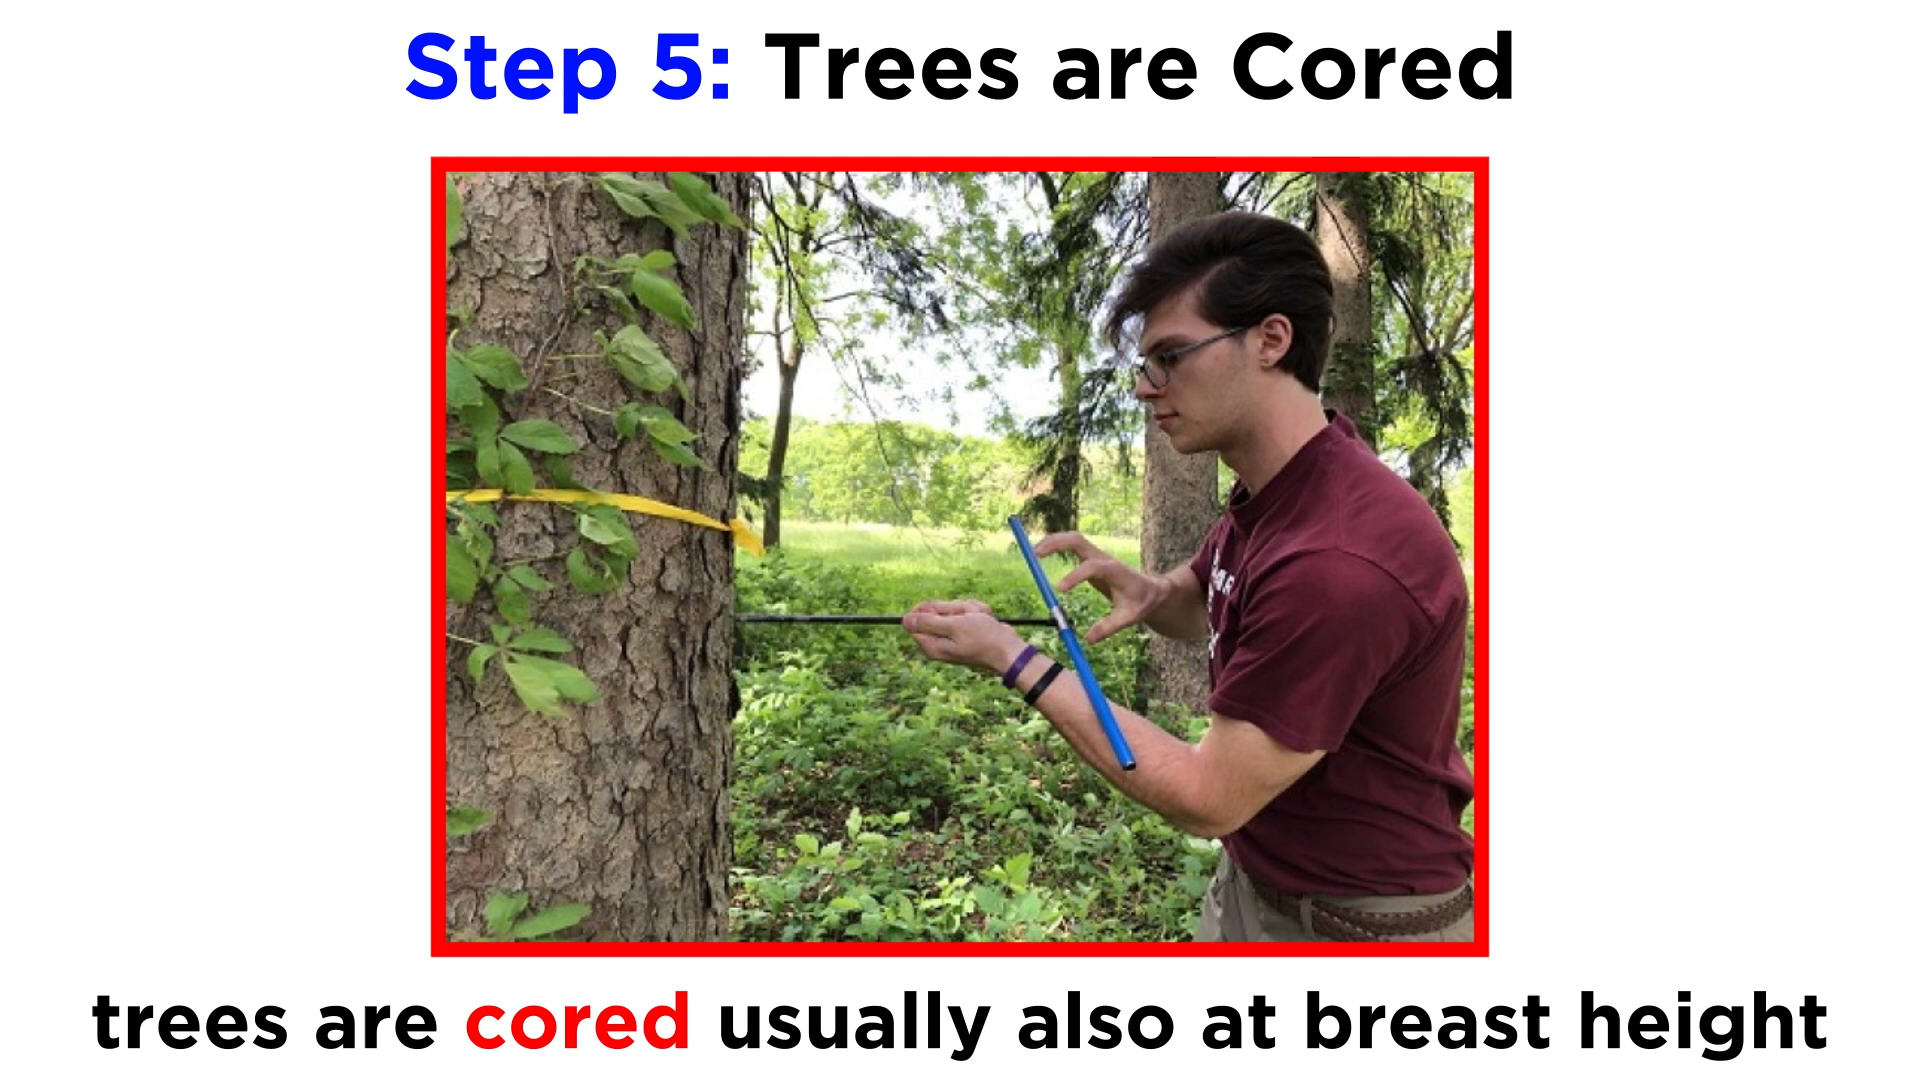 Step 5: Trees are Cored
trees are cored usually also at breast height